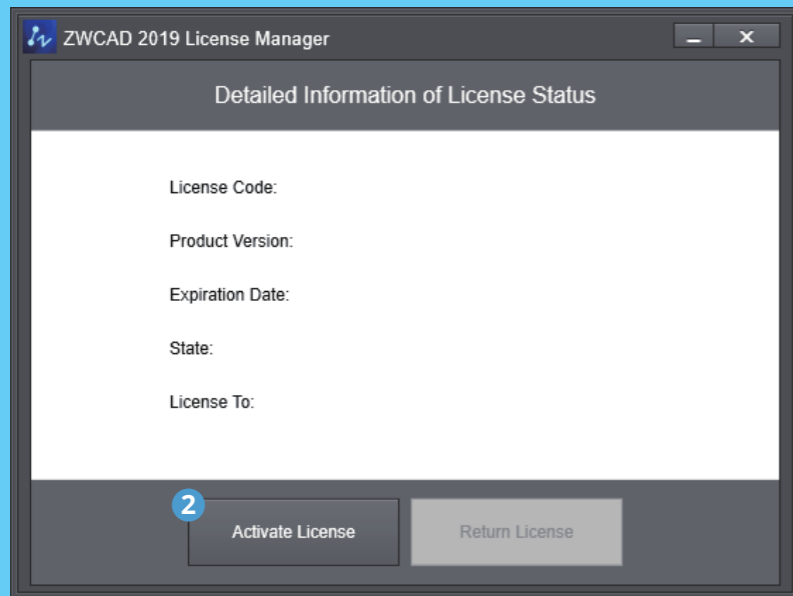 ZWCAD 2019 License Manager
Detailed Information of License Status
License Code:
Product Version:
Expiration Date:
State:
License To:
2
Activate License
Return License